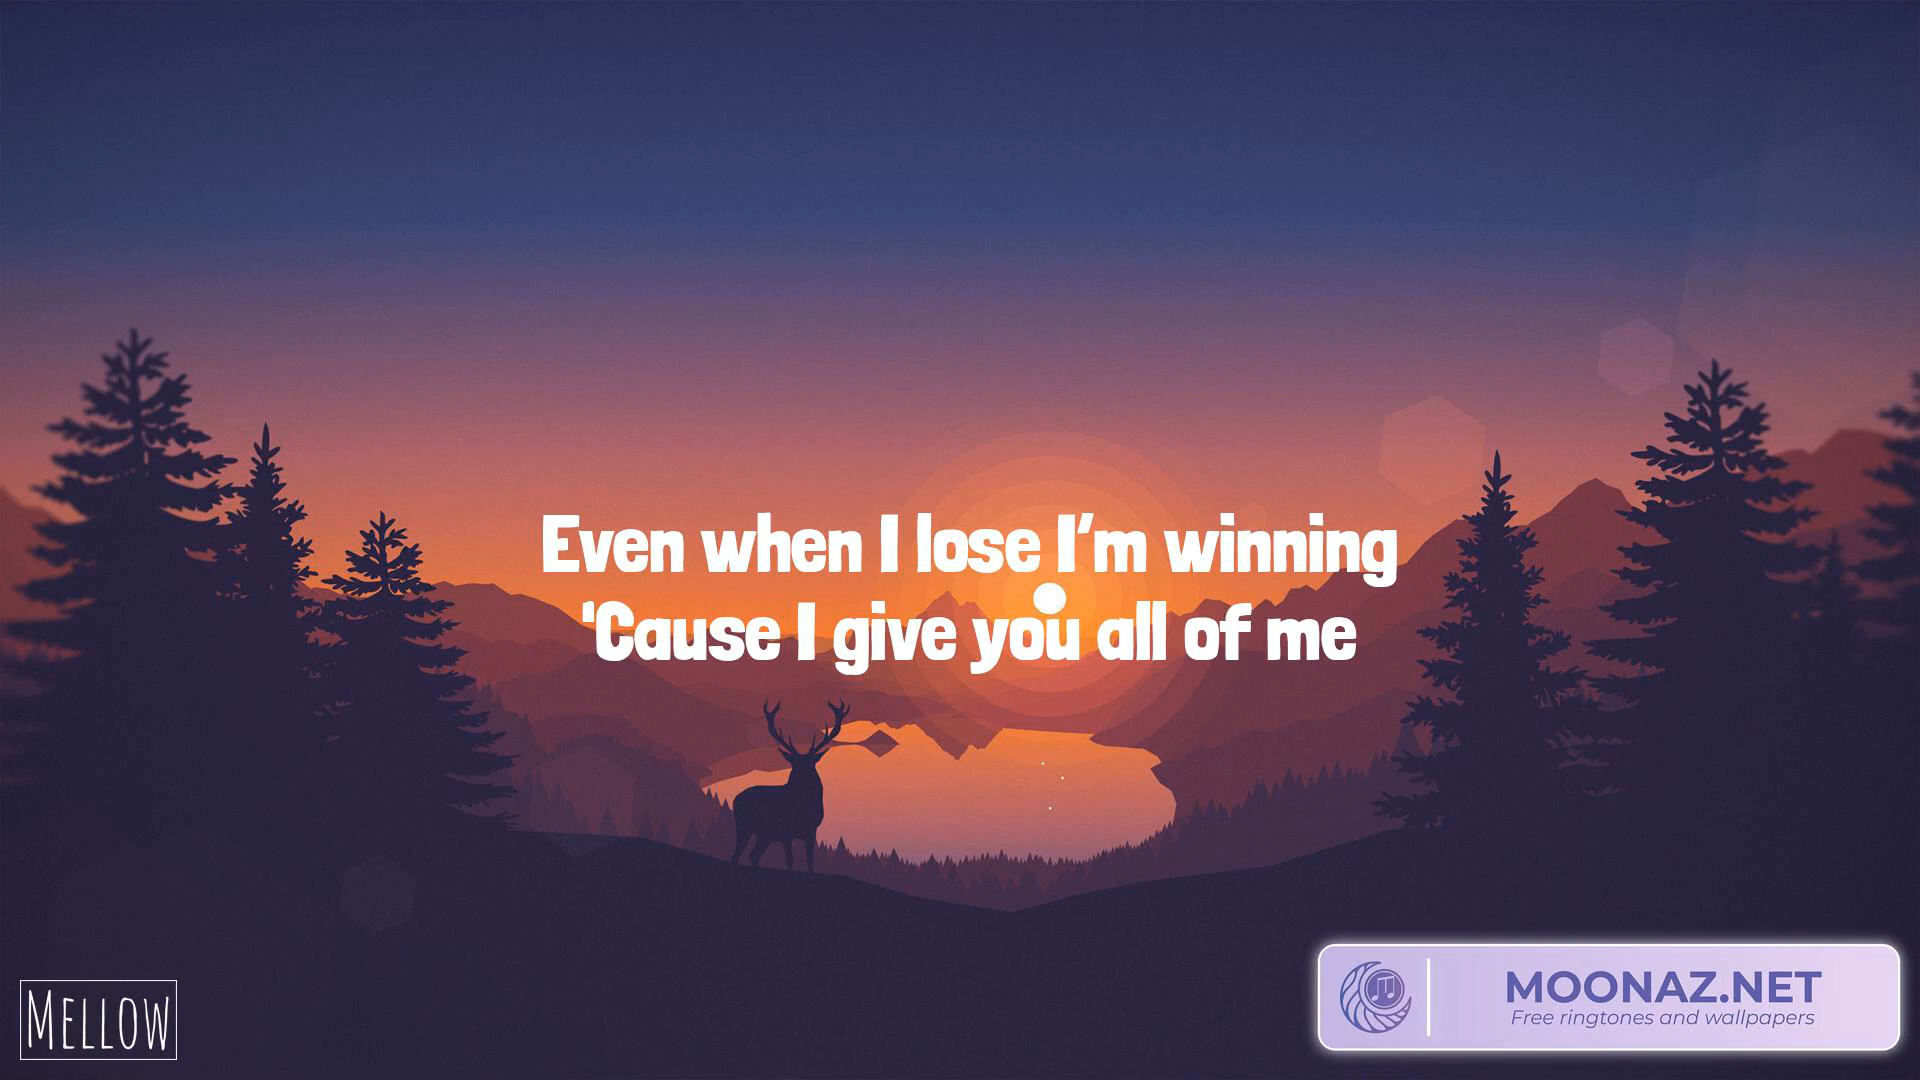 Even when I lose I'm winning
'Cause I give you all of me
MELLOW
MOONAZ.NET
Free ringtones and wallpapers